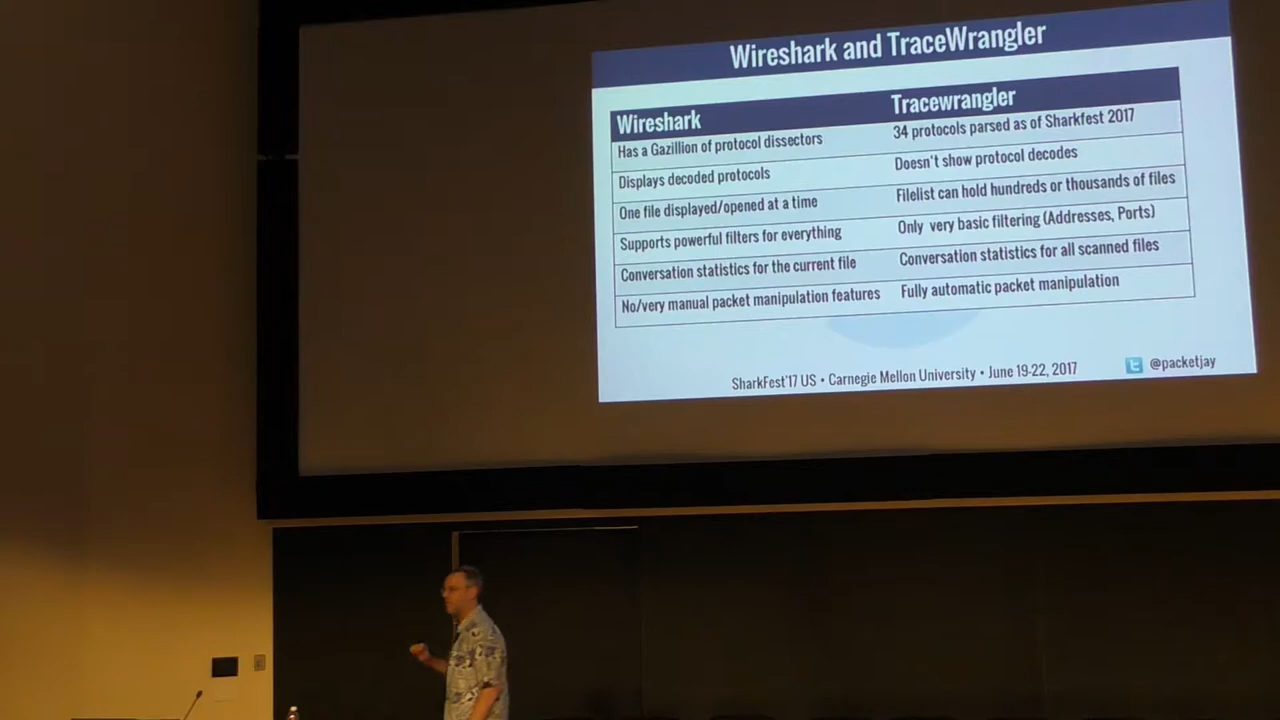 Wireshark and TraceWrangler
Wireshark Tracewrangler
Has a Gazillion of protocol dissectors 34 protocols parsed as of Sharkfest 2017
Displays decoded protocols Doesn't show protocol decodes
One file displayed/opened at a time Filelist can hold hundreds or thousands of files
Supports powerful filters for everything Only very basic filtering (Addresses, Ports)
Conversation statistics for the current file Conversation statistics for all scanned files
No/very manual packet manipulation features Fully automatic packet manipulation
SharkFest'17 US • Carnegie Mellon University • June 19-22, 2017 @packetjay